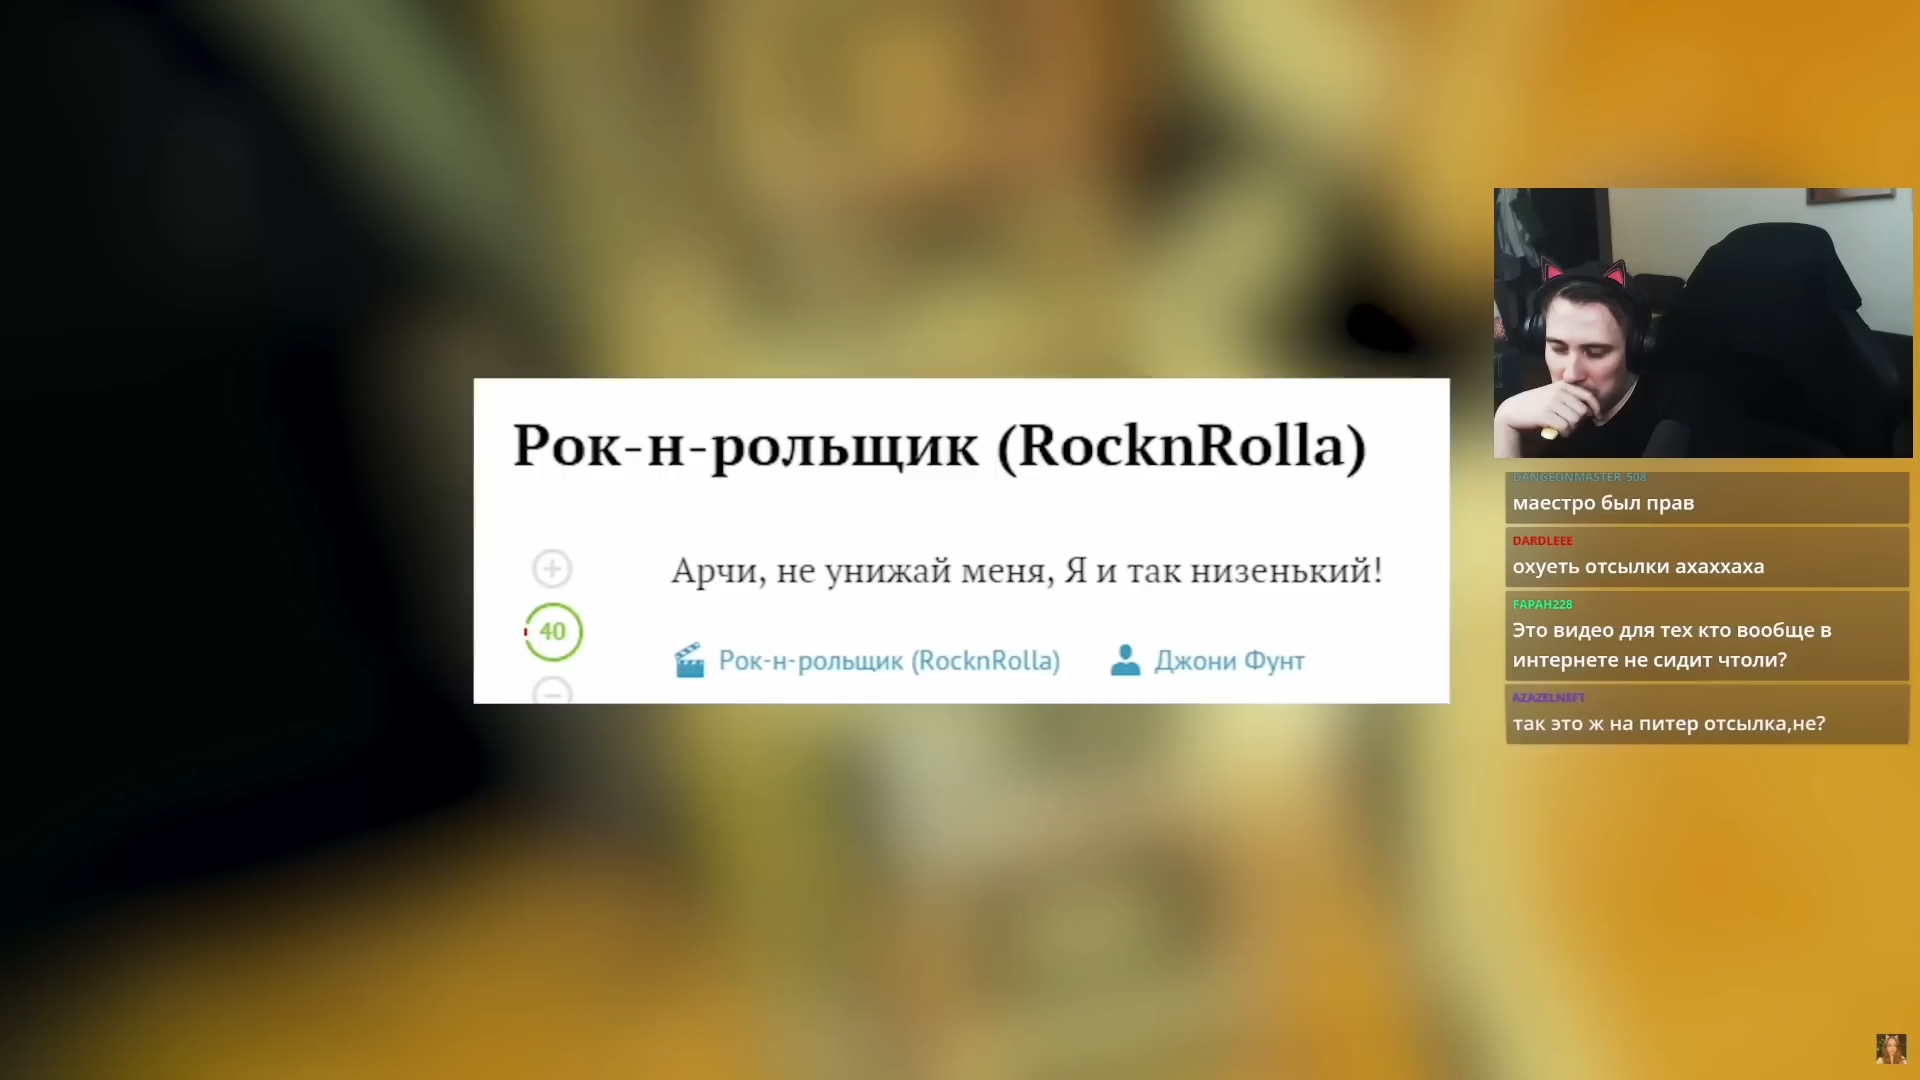 Рок-н-рольщик (RocknRolla)
Арчи, не унижай меня, Я и так низенький!
40
Рок-н-рольщик (RocknRolla) Джони Фунт
DANGEONMASTER_508
маестро был прав
DARDLEEE
охуеть отсылки ахаххаха
FAPAH228
Это видео для тех кто вообще в
интернете не сидит чтоли?
AZAZELNEFT
так это ж на питер отсылка,не?